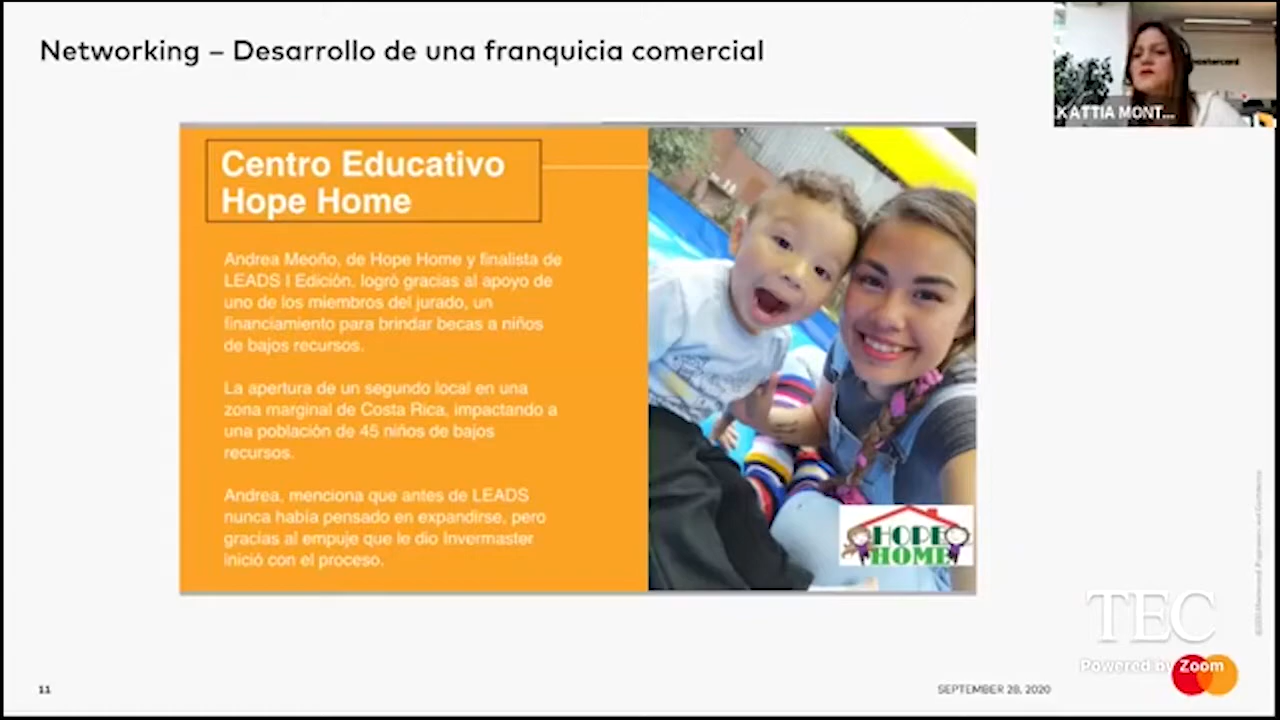 Networking – Desarrollo de una franquicia comercial
mastercard
KATTIA MONT...
Centro Educativo
Hope Home
Andrea Meoño, de Hope Home y finalista de
LEADS I Edición, logró gracias al apoyo de
uno de los miembros del jurado, un
financiamiento para brindar becas a niños
de bajos recursos.
La apertura de un segundo local en una
zona marginal de Costa Rica, impactando a
una población de 45 niños de bajos
recursos.
Andrea, menciona que antes de LEADS
nunca había pensado en expandirse, pero
gracias al empuje que le dio Invermaster
inició con el proceso.
HOPE
HOME
TEC
Powered by Zoom
11
SEPTEMBER 28, 2020